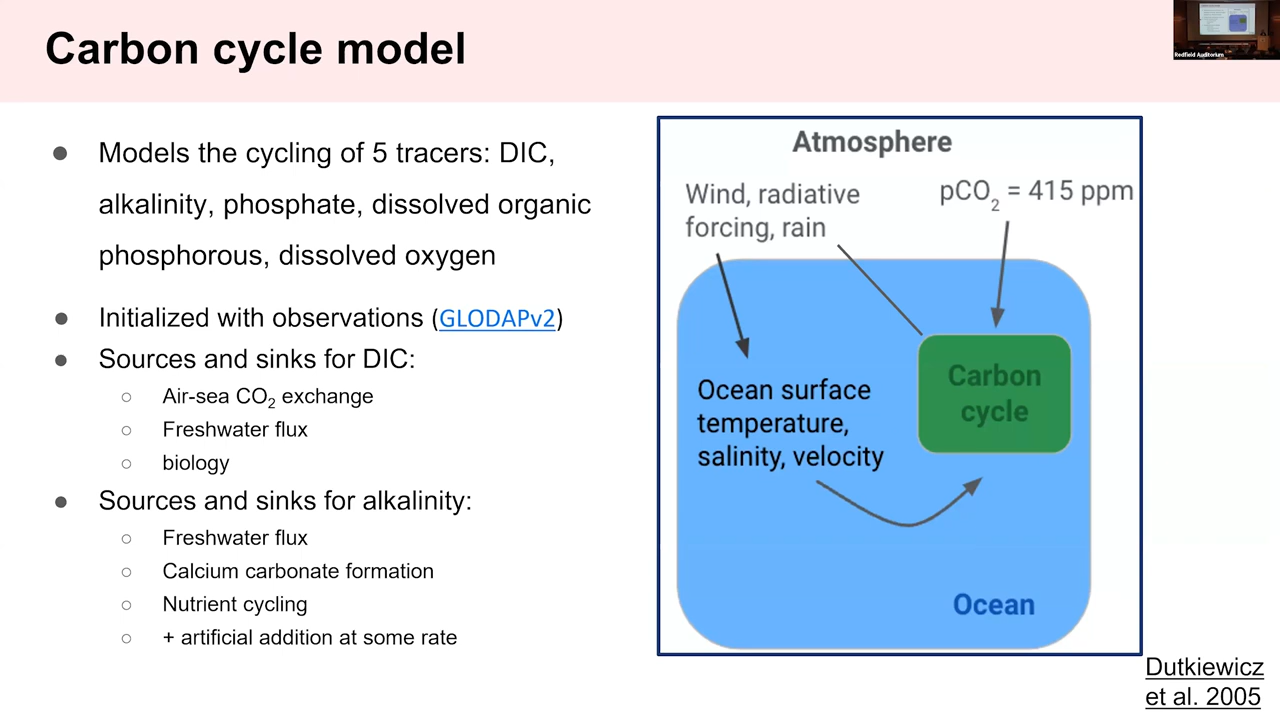 Carbon cycle model
Redfield Auditorium
● Models the cycling of 5 tracers: DIC,
alkalinity, phosphate, dissolved organic
phosphorous, dissolved oxygen
● Initialized with observations (GLODAPv2)
● Sources and sinks for DIC:
○ Air-sea CO₂ exchange
○ Freshwater flux
○ biology
● Sources and sinks for alkalinity:
○ Freshwater flux
○ Calcium carbonate formation
○ Nutrient cycling
○ + artificial addition at some rate
Atmosphere
Wind, radiative
forcing, rain
pCO₂ = 415 ppm
Carbon
cycle
Ocean surface
temperature,
salinity, velocity
Ocean
Dutkiewicz
et al. 2005